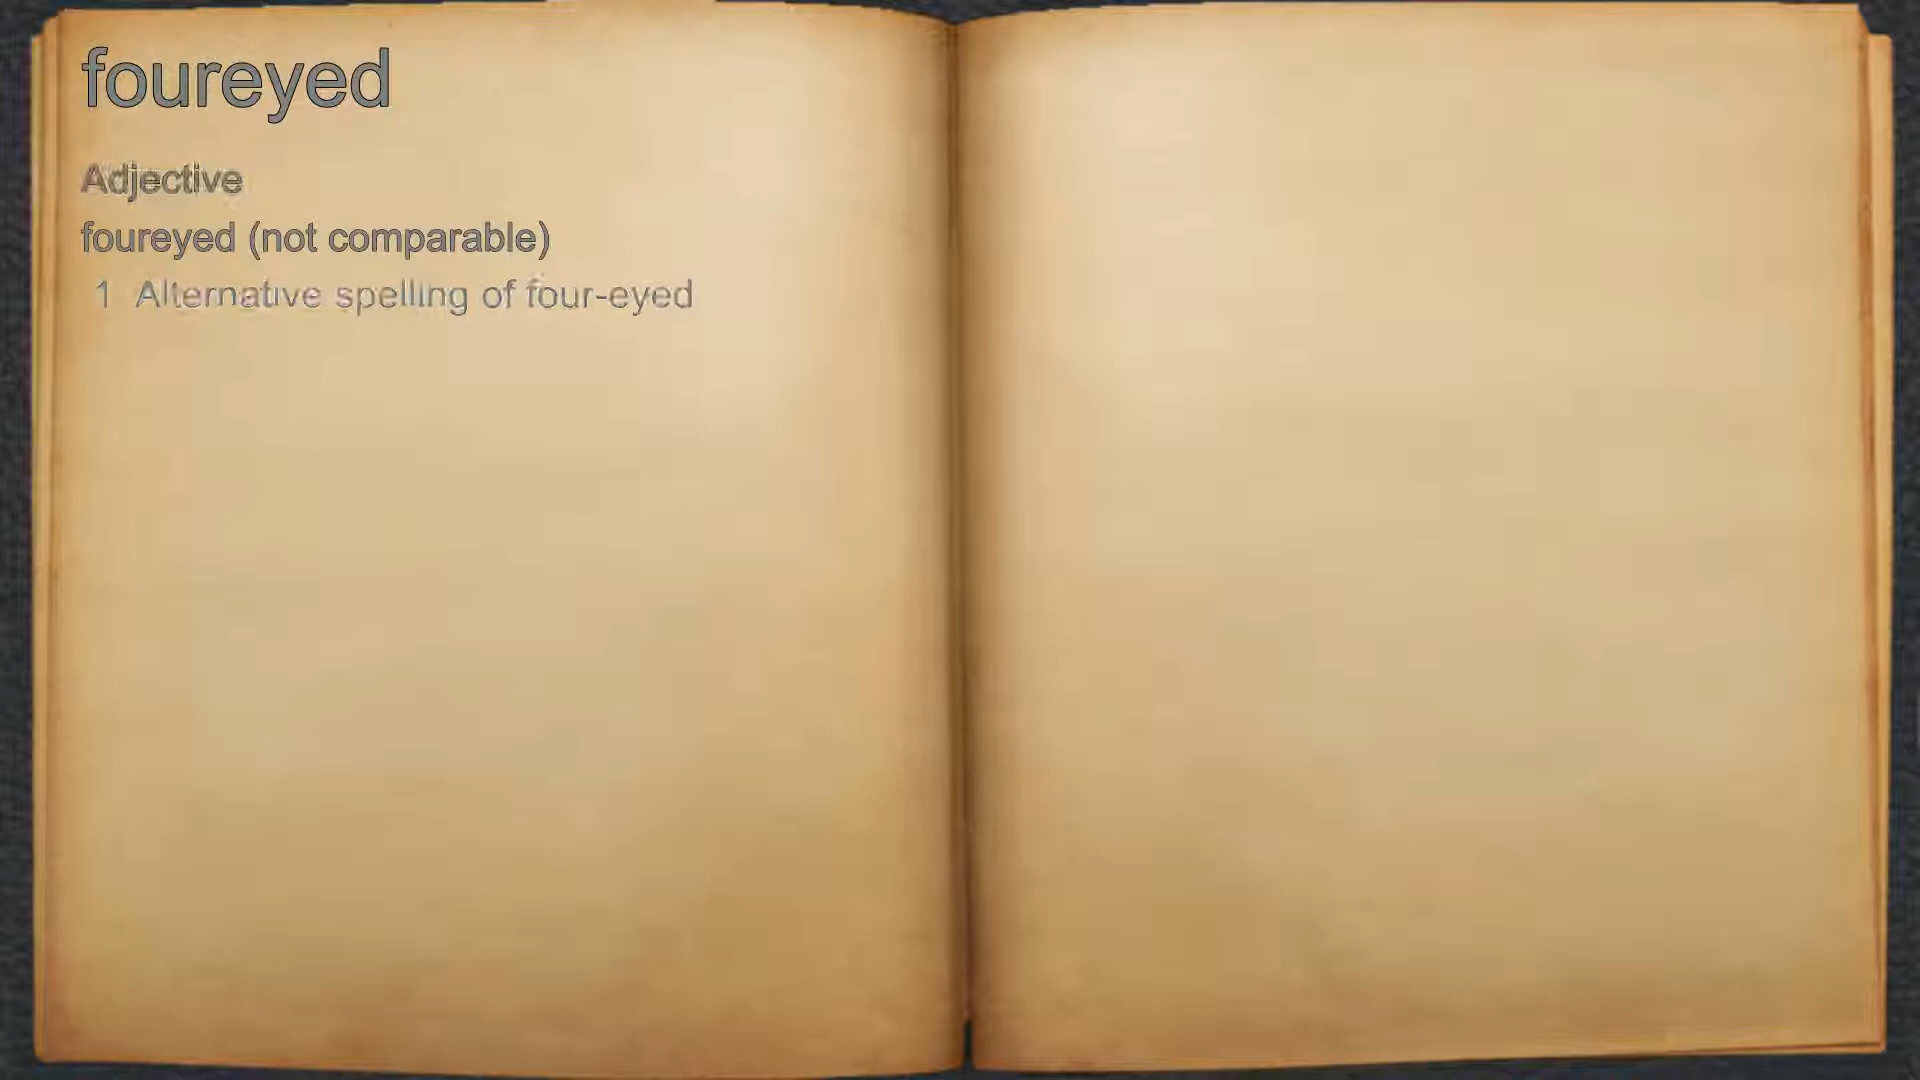 foureyed
Adjective
foureyed (not comparable)
1 Alternative spelling of four-eyed